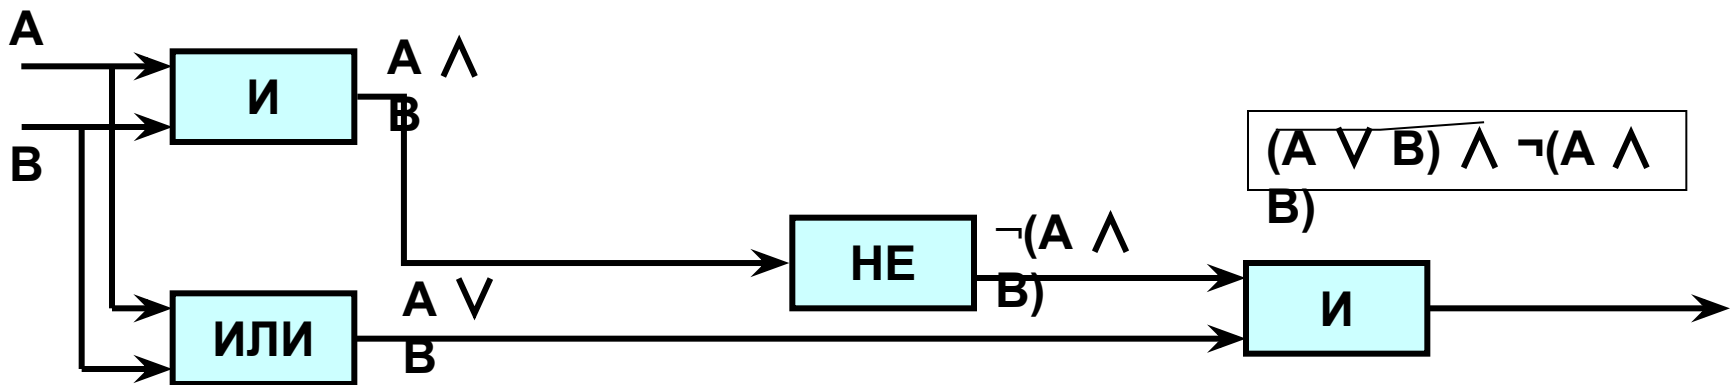 А
И
А ∧
В
В
(А ∨ В) ∧ ¬(А ∧
В)
НЕ
¬(А ∧
В)
И
А ∨
В
ИЛИ